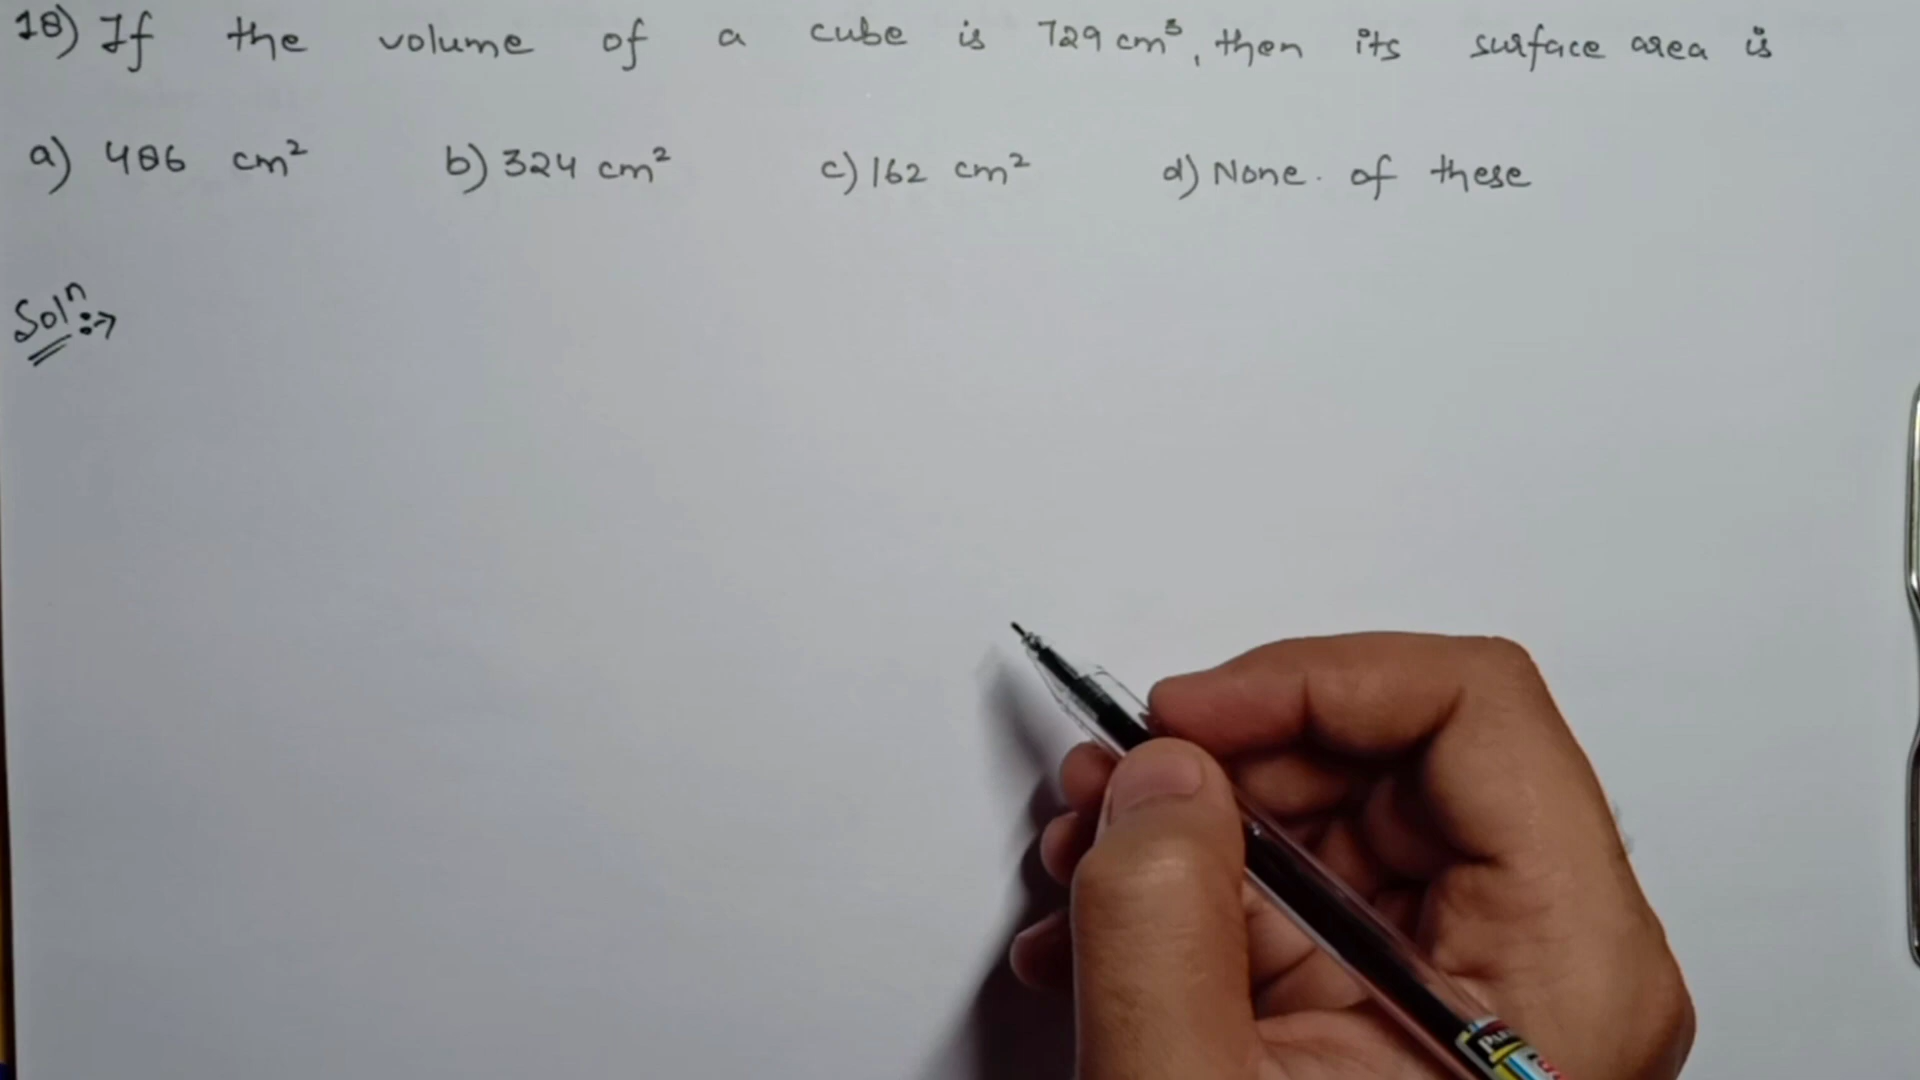 18) If the volume of a cube is 729 cm³, then its surface area is
a) 486 cm² b) 324 cm² c) 162 cm² d) None of these
Solⁿ:→